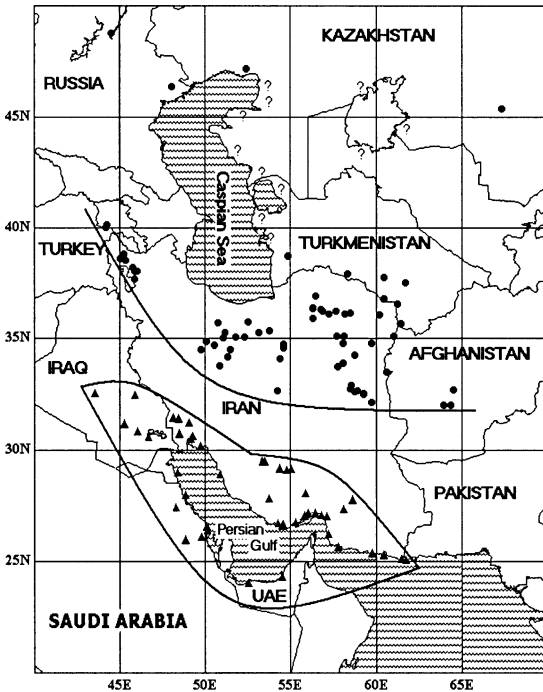 KAZAKHSTAN
RUSSIA
?
?
?
45N
?
?
?
?
?
?
?
?
?
Caspian Sea
40N
TURKEY
TURKMENISTAN
35N
AFGHANISTAN
IRAQ
IRAN
30N
PAKISTAN
Persian
Gulf
25N
UAE
SAUDI ARABIA
45E
50E
55E
60E
65E